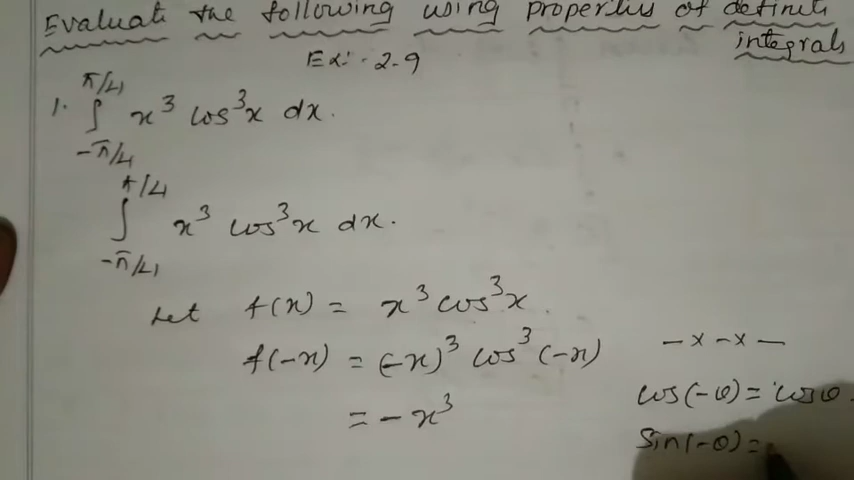 Evaluate the following using properties of definite
integrals
Ex:- 2.9
1. ∫_{-π/4}^{π/4} x³ cos³x dx.
∫_{-π/4}^{π/4} x³ cos³x dx.
Let f(x) = x³ cos³x.
f(-x) = (-x)³ cos³(-x)
= -x³
- x - x -
cos(-θ) = cosθ.
Sin(-θ) =